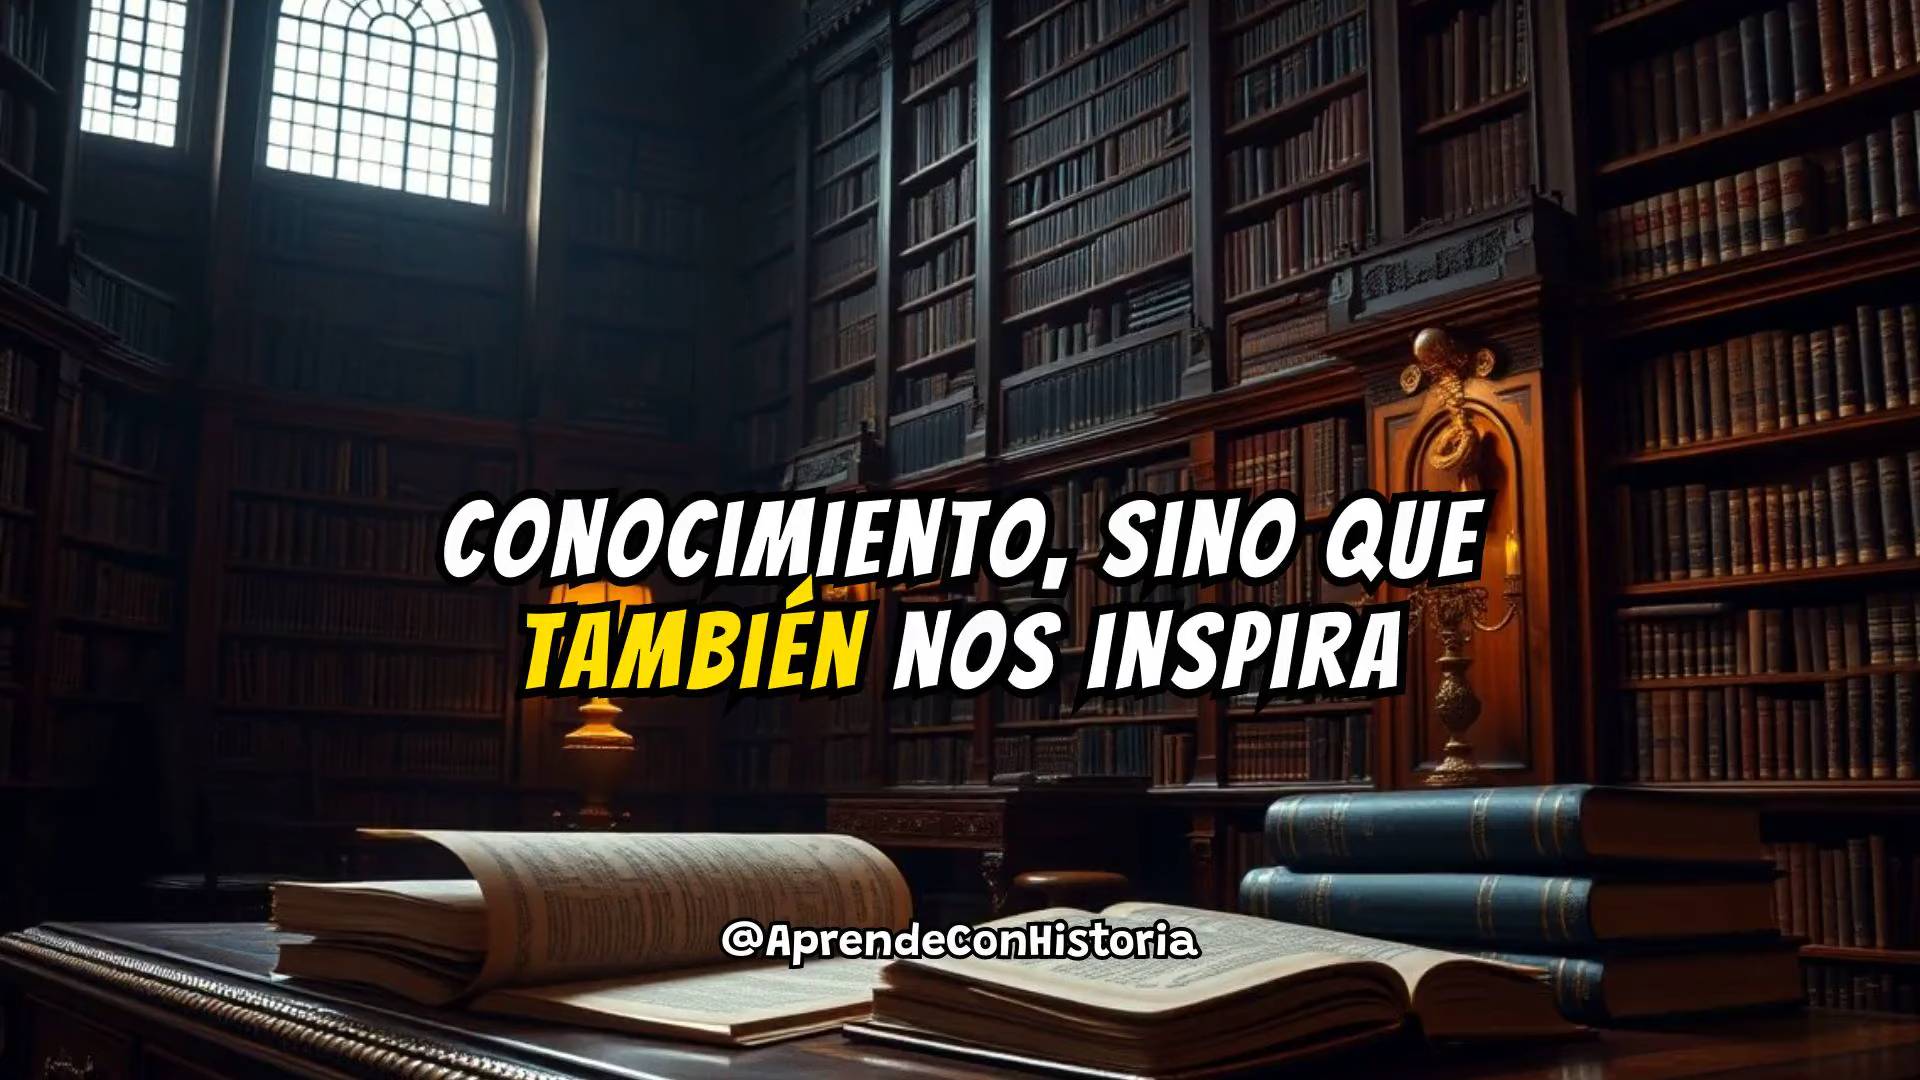 CONOCIMIENTO, SINO QUE
TAMBIÉN NOS INSPIRA
@AprendeConHistoria